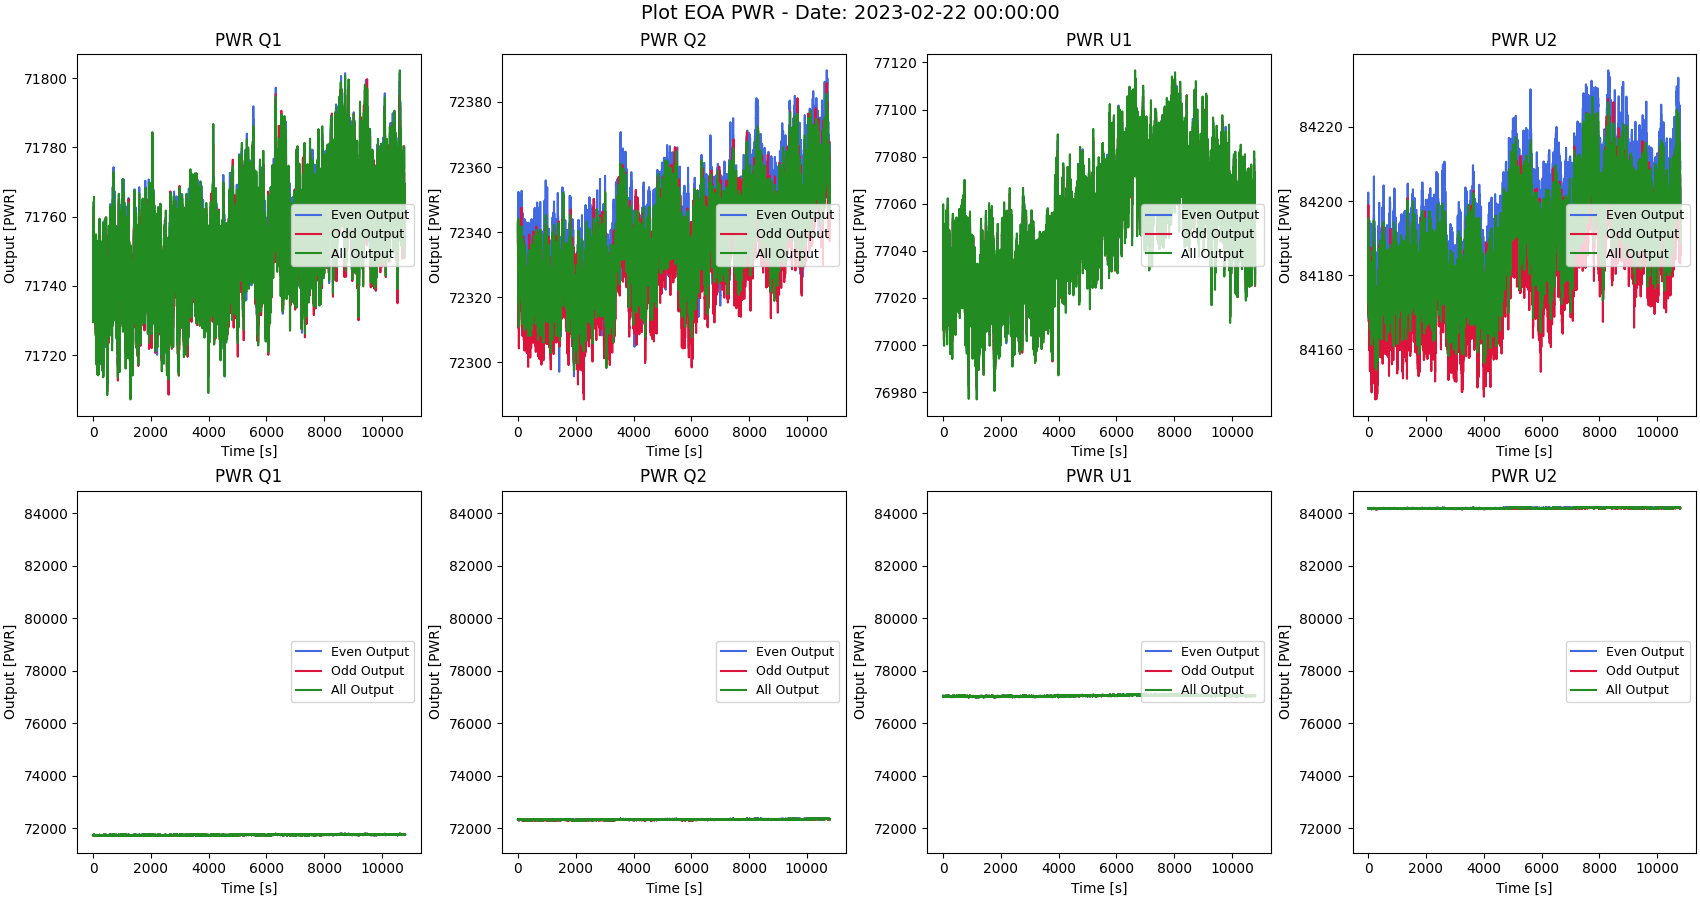 Plot EOA PWR - Date: 2023-02-22 00:00:00
PWR Q1
Output [PWR]
71800
71780
71760
71740
71720
Even Output
Odd Output
All Output
0 2000 4000 6000 8000 10000
Time [s]
PWR Q2
Output [PWR]
72380
72360
72340
72320
72300
Even Output
Odd Output
All Output
0 2000 4000 6000 8000 10000
Time [s]
PWR U1
Output [PWR]
77120
77100
77080
77060
77040
77020
77000
76980
Even Output
Odd Output
All Output
0 2000 4000 6000 8000 10000
Time [s]
PWR U2
Output [PWR]
84220
84200
84180
84160
Even Output
Odd Output
All Output
0 2000 4000 6000 8000 10000
Time [s]
PWR Q1
Output [PWR]
84000
82000
80000
78000
76000
74000
72000
Even Output
Odd Output
All Output
0 2000 4000 6000 8000 10000
Time [s]
PWR Q2
Output [PWR]
84000
82000
80000
78000
76000
74000
72000
Even Output
Odd Output
All Output
0 2000 4000 6000 8000 10000
Time [s]
PWR U1
Output [PWR]
84000
82000
80000
78000
76000
74000
72000
Even Output
Odd Output
All Output
0 2000 4000 6000 8000 10000
Time [s]
PWR U2
Output [PWR]
84000
82000
80000
78000
76000
74000
72000
Even Output
Odd Output
All Output
0 2000 4000 6000 8000 10000
Time [s]